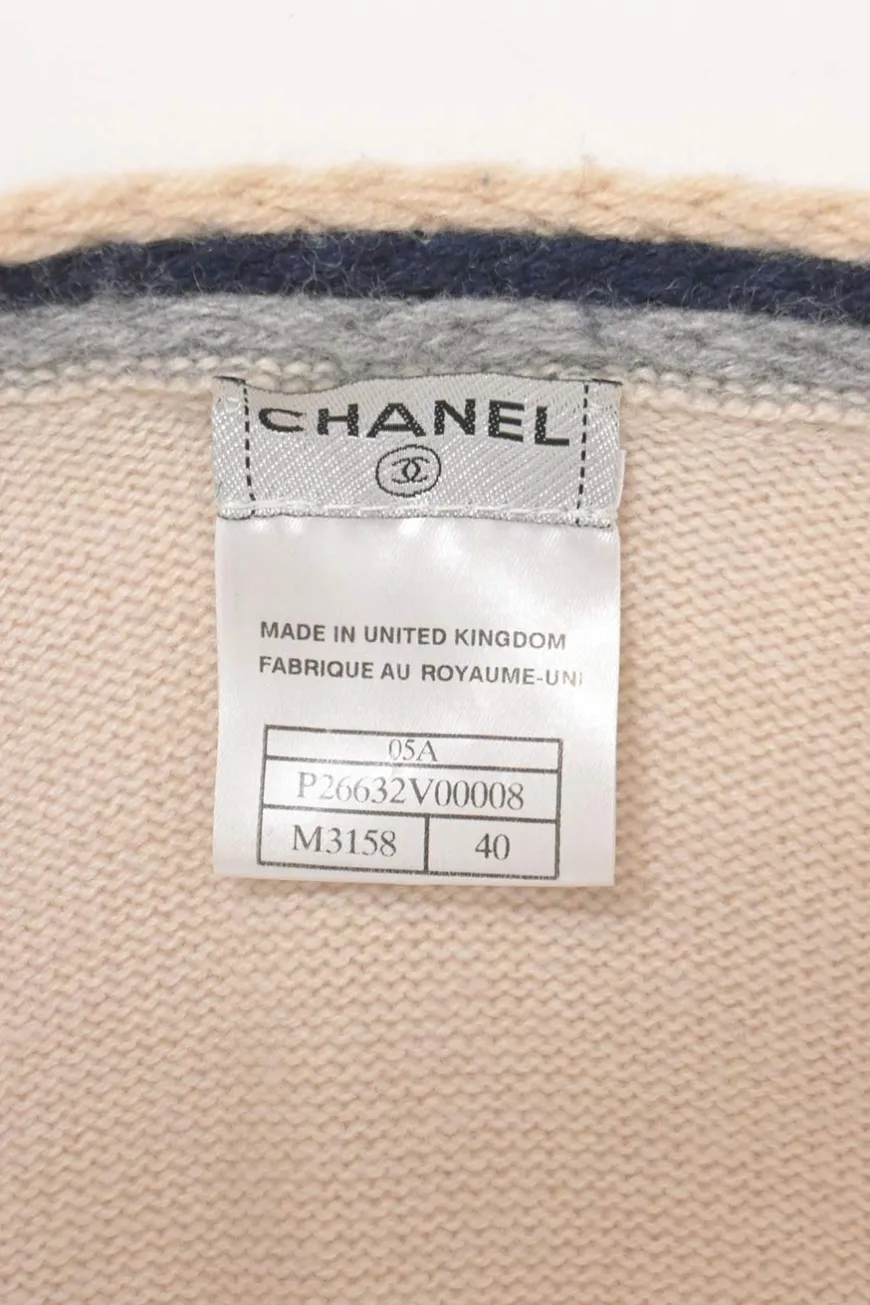 CHANEL
MADE IN UNITED KINGDOM
FABRIQUE AU ROYAUME-UNI
05A
P26632V00008
M3158 40